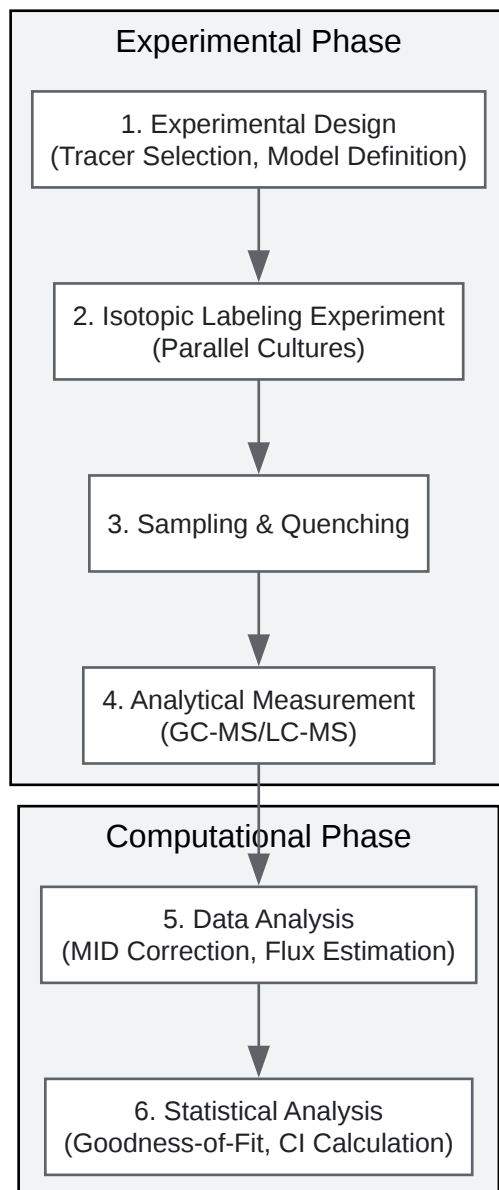 Experimental Phase
1. Experimental Design
(Tracer Selection, Model Definition)
2. Isotopic Labeling Experiment
(Parallel Cultures)
3. Sampling & Quenching
4. Analytical Measurement
(GC-MS/LC-MS)
Computational Phase
5. Data Analysis
(MID Correction, Flux Estimation)
6. Statistical Analysis
(Goodness-of-Fit, CI Calculation)